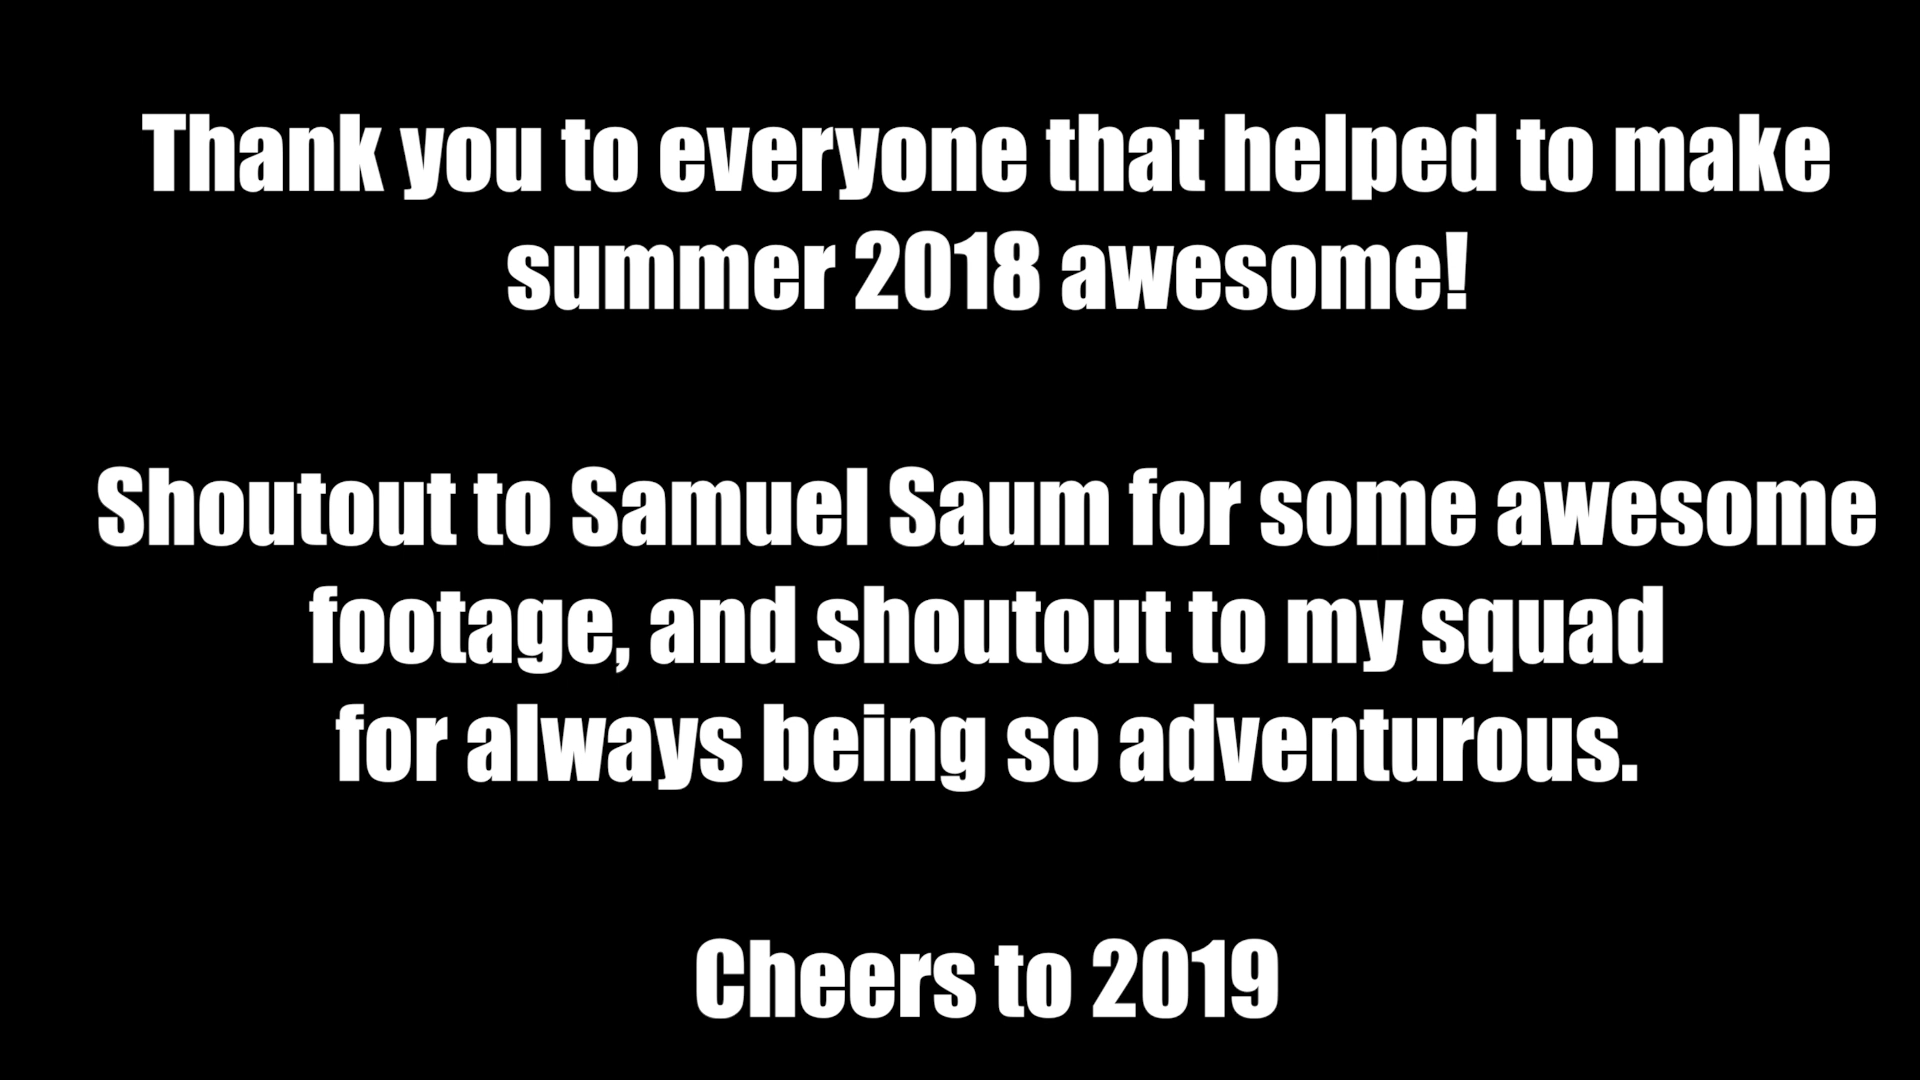 Thank you to everyone that helped to make
summer 2018 awesome!
Shoutout to Samuel Saum for some awesome
footage, and shoutout to my squad
for always being so adventurous.
Cheers to 2019